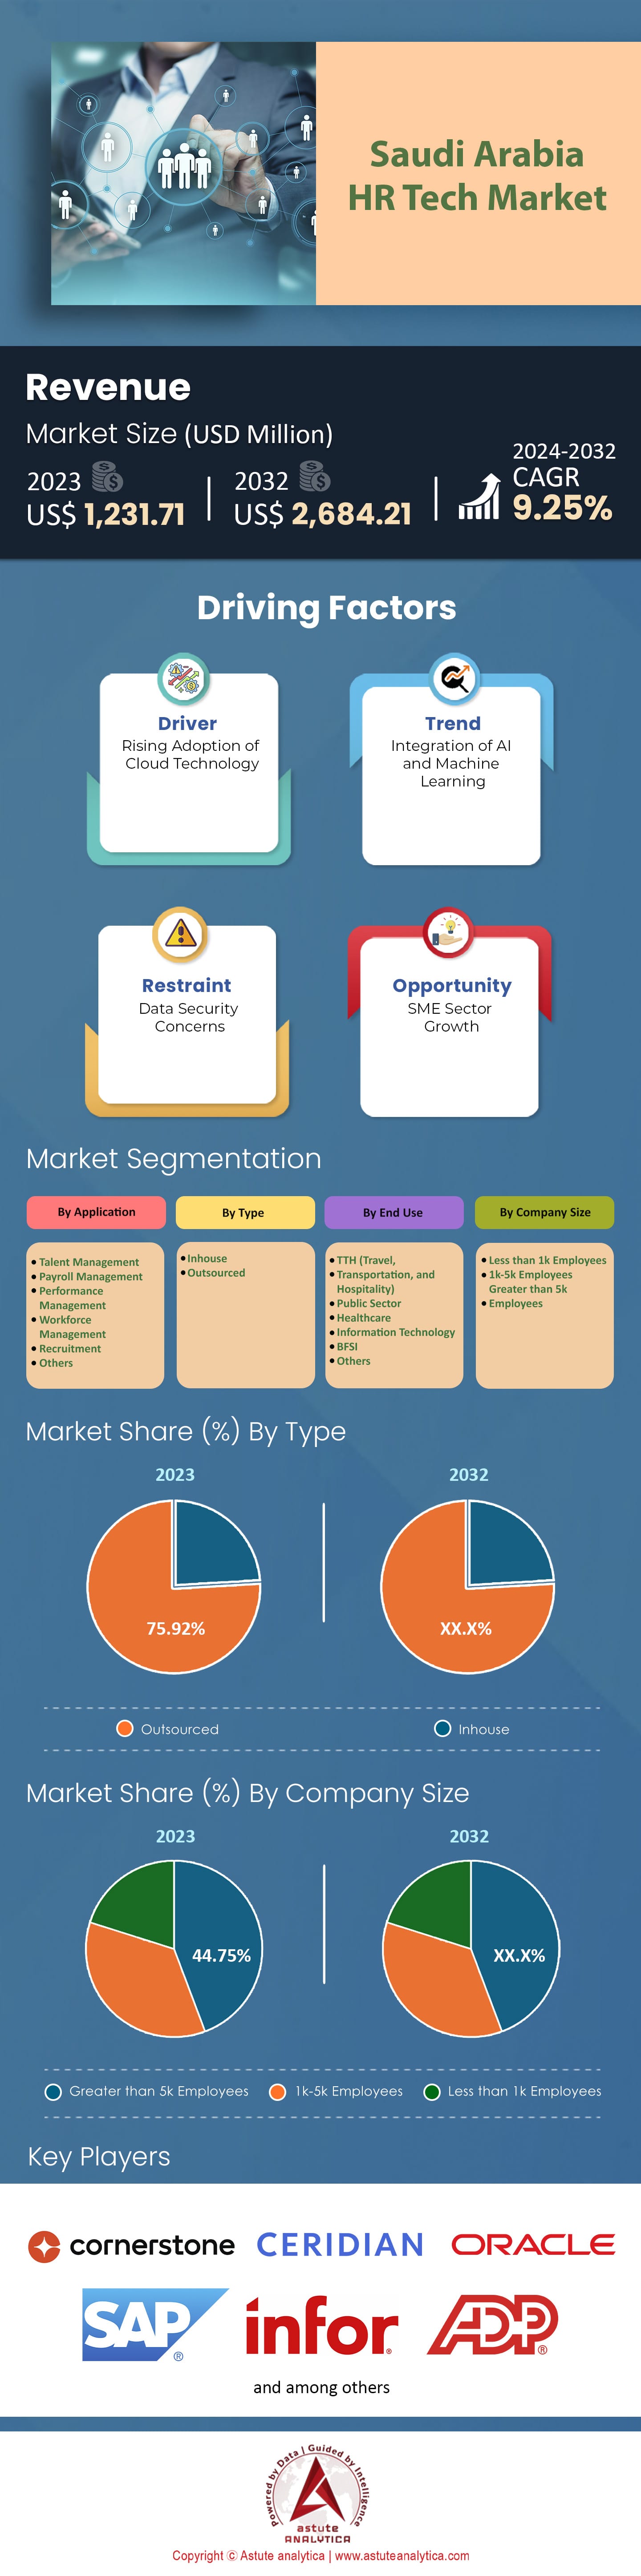 Saudi Arabia
HR Tech Market
Revenue
Market Size (USD Million)
2023
US$ 1,231.71
2032
US$ 2,684.21
2024-2032
CAGR
9.25%
Driving Factors
Driver
Rising Adoption of
Cloud Technology
Trend
Integration of AI
and Machine
Learning
Restraint
Data Security
Concerns
Opportunity
SME Sector
Growth
Market Segmentation
By Application
• Talent Management
• Payroll Management
• Performance
Management
• Workforce
Management
• Recruitment
• Others
By Type
• Inhouse
• Outsourced
By End Use
• TTH (Travel,
• Transportation, and
Hospitality)
• Public Sector
• Healthcare
• Information Technology
• BFSI
• Others
By Company Size
• Less than 1k Employees
• 1k-5k Employees
Greater than 5k
• Employees
Market Share (%) By Type
2023
75.92%
2032
XX.X%
Outsourced
Inhouse
Market Share (%) By Company Size
2023
44.75%
2032
XX.X%
Greater than 5k Employees
1k-5k Employees
Less than 1k Employees
Key Players
cornerstone
CERIDIAN
ORACLE
SAP®
infor®
ADP®
and among others
Powered by Data | Guided by Intelligence
astute
ANALYTICA
Copyright © Astute analytica | www.astuteanalytica.com